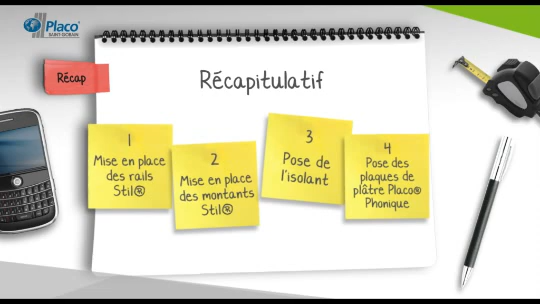 Placo®
SAINT-GOBAIN
Récap
Récapitulatif
1
Mise en place
des rails
Stil®
2
Mise en place
des montants
Stil®
3
Pose de
l'isolant
4
Pose des
plaques de
plâtre Placo®
Phonique